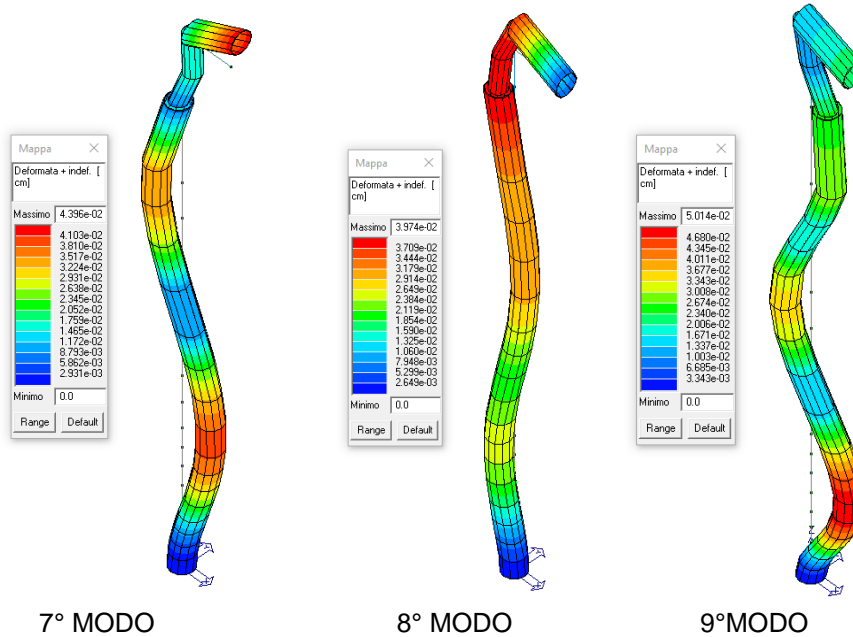 Mappa
Deformata + indef. [
cm]
Massimo 4.396e-02
4.103e-02
3.810e-02
3.517e-02
3.224e-02
2.931e-02
2.638e-02
2.345e-02
2.052e-02
1.759e-02
1.465e-02
1.172e-02
8.793e-03
5.862e-03
2.931e-03
Minimo 0.0
Range Default
7° MODO
Mappa
Deformata + indef. [
cm]
Massimo 3.974e-02
3.709e-02
3.444e-02
3.179e-02
2.914e-02
2.649e-02
2.384e-02
2.119e-02
1.854e-02
1.590e-02
1.325e-02
1.060e-02
7.948e-03
5.299e-03
2.649e-03
Minimo 0.0
Range Default
8° MODO
Mappa
Deformata + indef. [
cm]
Massimo 5.014e-02
4.680e-02
4.345e-02
4.011e-02
3.677e-02
3.343e-02
3.008e-02
2.674e-02
2.340e-02
2.006e-02
1.671e-02
1.337e-02
1.003e-02
6.685e-03
3.343e-03
Minimo 0.0
Range Default
9°MODO